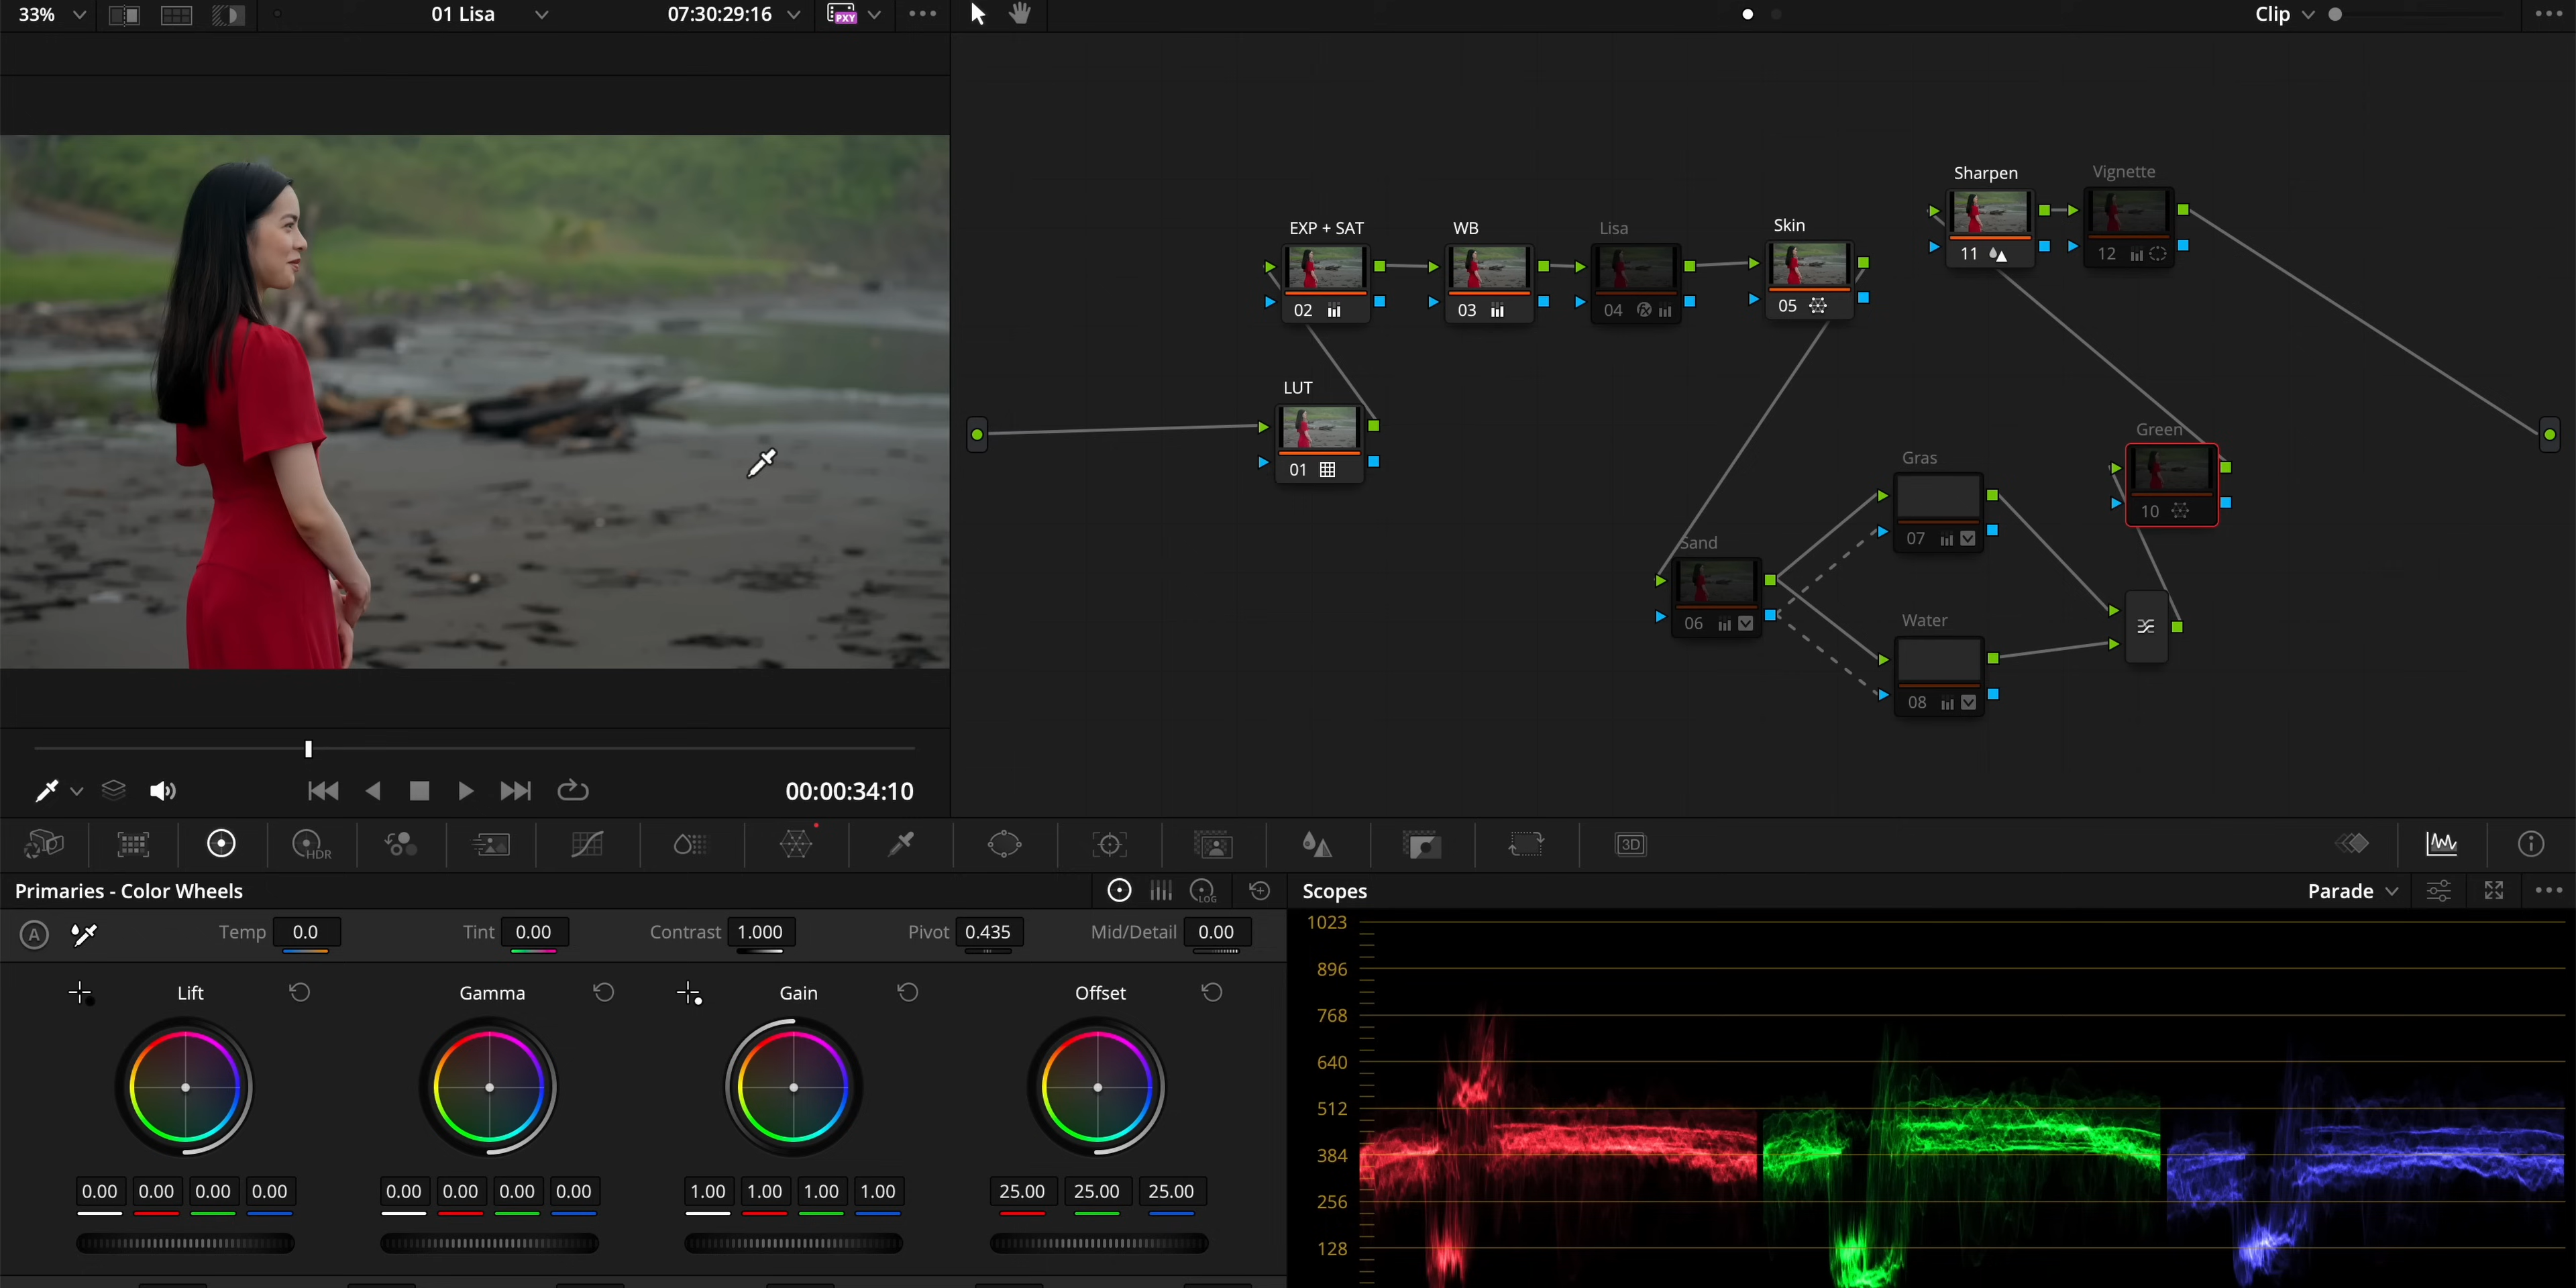 33%
01 Lisa
07:30:29:16
PXY
Clip
Sharpen
Vignette
11
12
EXP + SAT
WB
Lisa
Skin
02
03
04
05
LUT
01
Green
10
Gras
07
Sand
06
Water
08
00:00:34:10
HDR
3D
Primaries - Color Wheels
LOG
Scopes
Parade
A
Temp 0.0
Tint 0.00
Contrast 1.000
Pivot 0.435
Mid/Detail 0.00
Lift
Gamma
Gain
Offset
0.00 0.00 0.00 0.00
0.00 0.00 0.00 0.00
1.00 1.00 1.00 1.00
25.00 25.00 25.00
1023
896
768
640
512
384
256
128